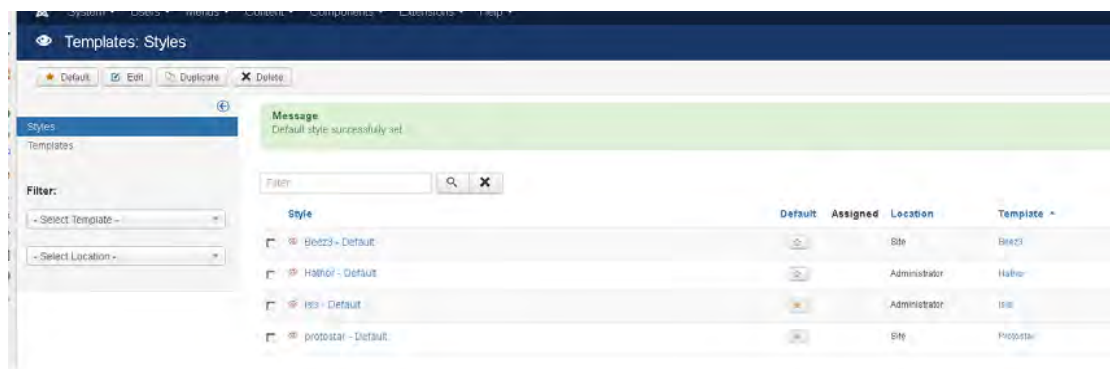 System Users Menus Content Components Extensions Help
Templates: Styles
Default Edit Duplicate Delete
Styles
Templates
Filter:
- Select Template -
- Select Location -
Message
Default style successfully set.
Filter
Style Default Assigned Location Template
Beez3 - Default Site Beez3
Hathor - Default Administrator Hathor
isis - Default Administrator Isis
protostar - Default Site Protostar